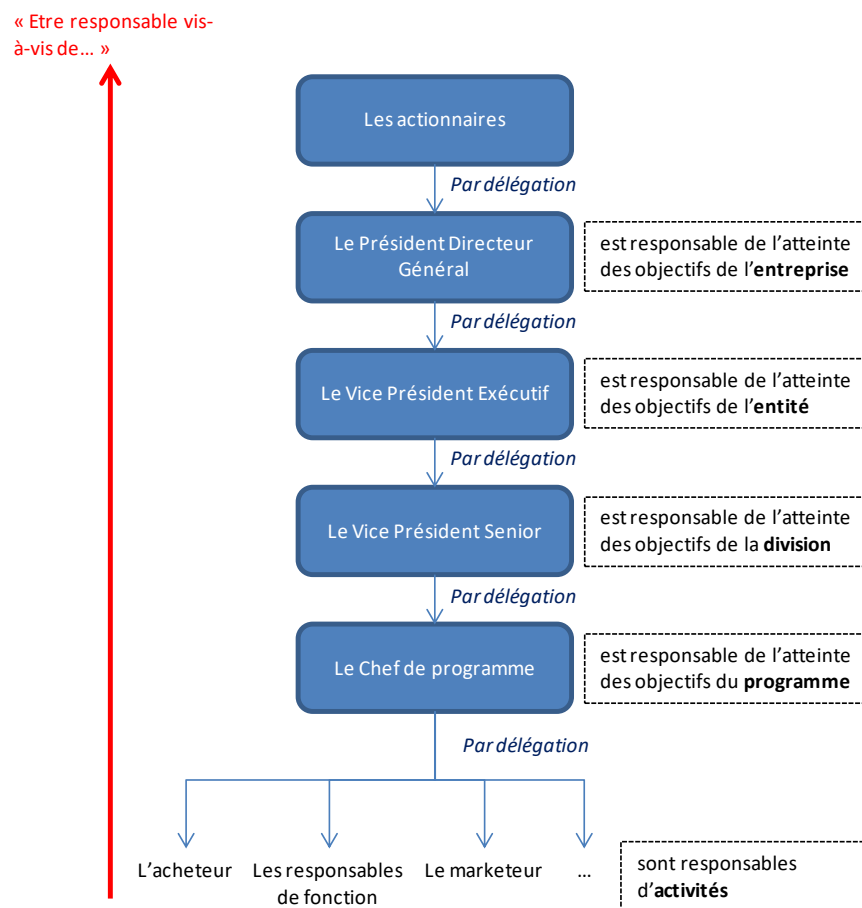 « Etre responsable vis-
à-vis de… »
Les actionnaires
Par délégation
Le Président Directeur
Général
est responsable de l’atteinte
des objectifs de l’entreprise
Par délégation
Le Vice Président Exécutif
est responsable de l’atteinte
des objectifs de l’entité
Par délégation
Le Vice Président Senior
est responsable de l’atteinte
des objectifs de la division
Par délégation
Le Chef de programme
est responsable de l’atteinte
des objectifs du programme
Par délégation
L’acheteur
Les responsables
de fonction
Le marketeur
…
sont responsables
d’activités